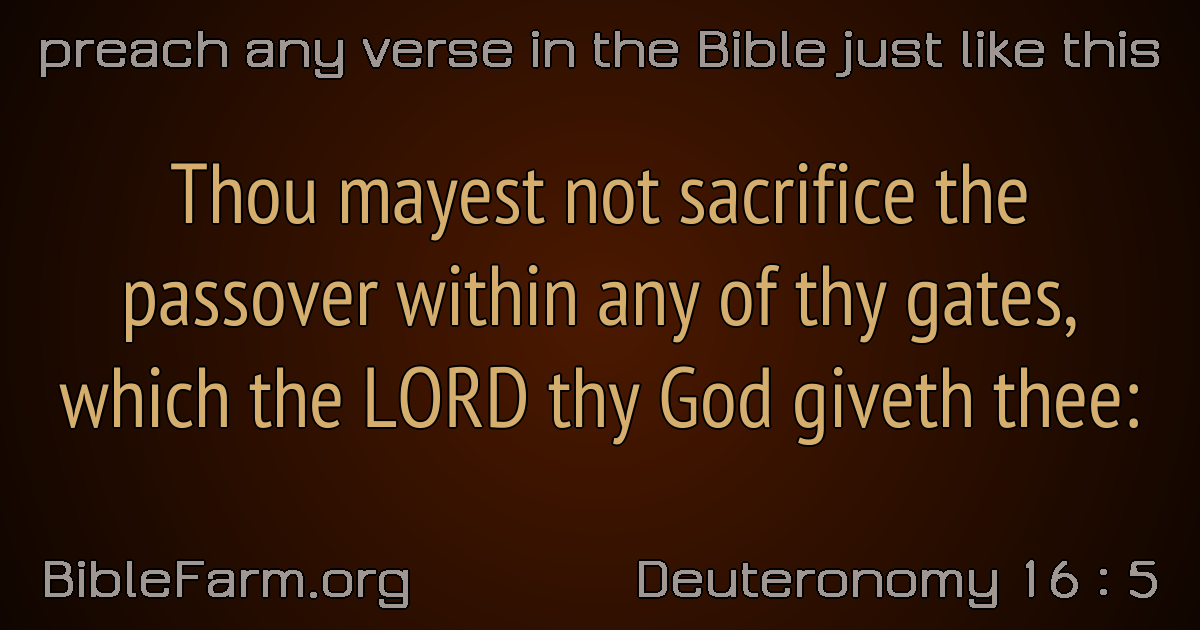 preach any verse in the Bible just like this
Thou mayest not sacrifice the
passover within any of thy gates,
which the LORD thy God giveth thee:
BibleFarm.org
Deuteronomy 16 : 5